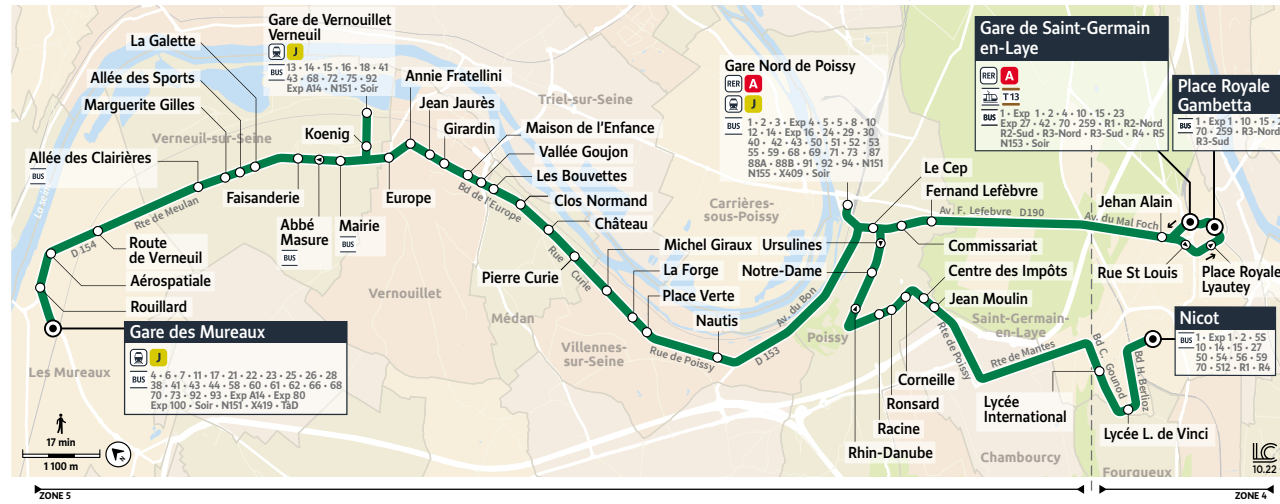 La Galette
Allée des Sports
Marguerite Gilles
Verneuil-sur-Seine
Allée des Clairières
BUS
La Seine
Rte de Meulan
Faisanderie
Abbé
Masure
BUS
Mairie
BUS
Gare de Vernouillet
Verneuil
J
BUS
13 • 14 • 15 • 16 • 18 • 41
43 • 68 • 72 • 75 • 92
Exp A14 • N151 • Soir
Koenig
Europe
Annie Fratellini
Jean Jaurès
Girardin
Triel-sur-Seine
Maison de l'Enfance
Vallée Goujon
Les Bouvettes
Clos Normand
Château
Bd de l'Europe
D 154
Route
de Verneuil
Aérospatiale
Rouillard
Gare des Mureaux
J
BUS
4 • 6 • 7 • 11 • 17 • 21 • 22 • 23 • 25 • 26 • 28
38 • 41 • 43 • 44 • 58 • 60 • 61 • 62 • 66 • 68
70 • 73 • 92 • 93 • Exp A14 • Exp 80
Exp 100 • Soir • N151 • X419 • TàD
Les Mureaux
Vernouillet
Médan
Pierre Curie
Rue P. Curie
Michel Giraux
La Forge
Place Verte
Nautis
Villennes-
sur-Seine
Rue de Poissy
D 153
Av. du Bon
Poissy
Carrières-
sous-Poissy
Gare Nord de Poissy
RER A
J
BUS
1 • 2 • 3 • Exp 4 • 5 • 5 • 8 • 10
12 • 14 • Exp 16 • 24 • 29 • 30
40 • 42 • 43 • 50 • 51 • 52 • 53
55 • 59 • 68 • 69 • 71 • 73 • 87
88A • 88B • 91 • 92 • 94 • N151
N155 • X409 • Soir
Le Cep
Fernand Lefèbvre
Av. F. Lefebvre D190
Ursulines
Commissariat
Notre-Dame
Centre des Impôts
Jean Moulin
Corneille
Ronsard
Racine
Rhin-Danube
Saint-Germain-
en-Laye
Rte de Poissy
Rte de Mantes
Lycée
International
Chambourcy
Gare de Saint-Germain
en-Laye
RER A
T 13
BUS
1 • Exp 1 • 2 • 4 • 10 • 15 • 23
Exp 27 • 42 • 70 • 259 • R1 • R2-Nord
R2-Sud • R3-Nord • R3-Sud • R4 • R5
N153 • Soir
Place Royale
Gambetta
BUS
1 • Exp 1 • 10 • 15 • 2
70 • 259 • R3-Nord
R3-Sud
Jehan Alain
Av. du Mal Foch
Rue St Louis
Place Royale
Lyautey
Nicot
BUS
1 • Exp 1 • 2 • 55
10 • 14 • 15 • 27
50 • 54 • 56 • 59
70 • 512 • R1 • R4
Bd C. Gounod
Bd H. Berlioz
Lycée L. de Vinci
Fourqueux
17 min
1 100 m
LC
10.22
ZONE 5
ZONE 4